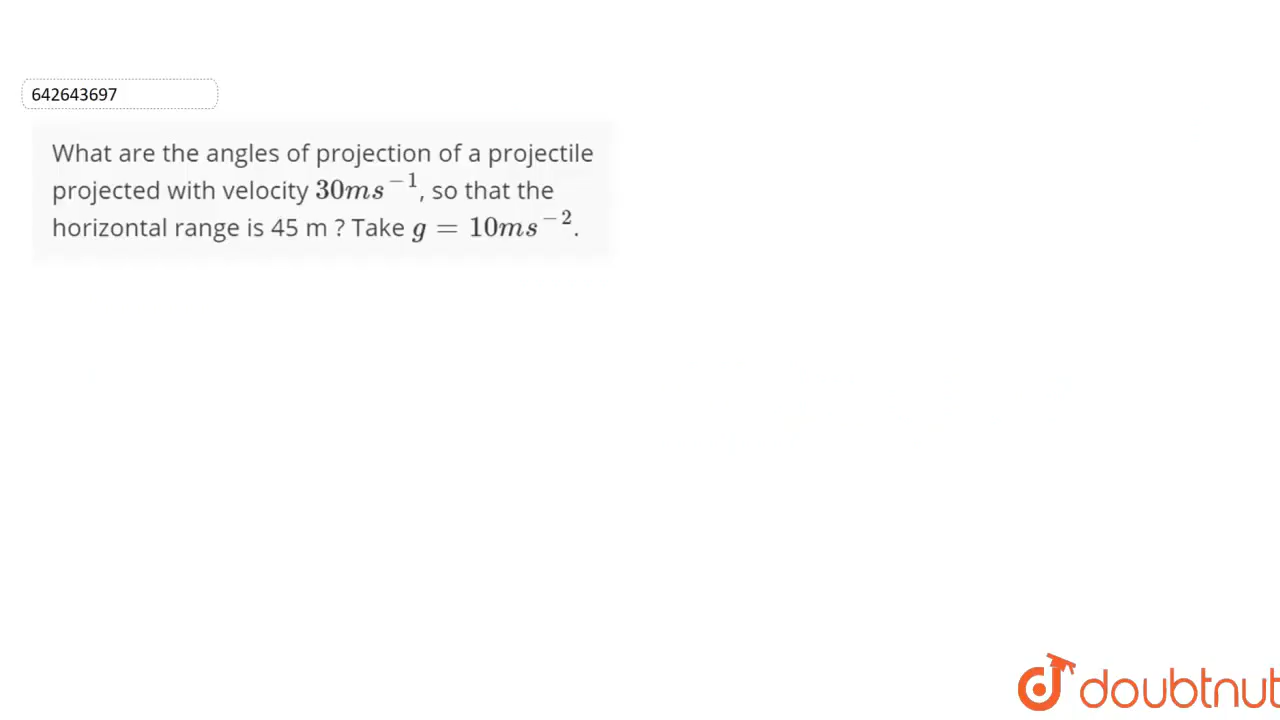 642643697
What are the angles of projection of a projectile
projected with velocity 30ms⁻¹, so that the
horizontal range is 45 m ? Take g = 10ms⁻².
doubtnut